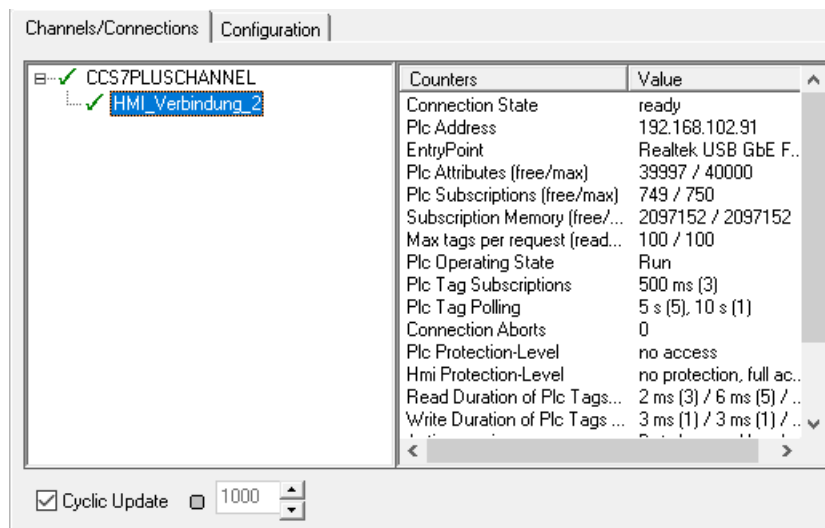 Channels/Connections Configuration
CCS7PLUSCHANNEL
HMI_Verbindung_2
Counters Value
Connection State ready
Plc Address 192.168.102.91
EntryPoint Realtek USB GbE F...
Plc Attributes (free/max) 39997 / 40000
Plc Subscriptions (free/max) 749 / 750
Subscription Memory (free/... 2097152 / 2097152
Max tags per request (read... 100 / 100
Plc Operating State Run
Plc Tag Subscriptions 500 ms (3)
Plc Tag Polling 5 s (5), 10 s (1)
Connection Aborts 0
Plc Protection-Level no access
Hmi Protection-Level no protection, full ac...
Read Duration of Plc Tags... 2 ms (3) / 6 ms (5) / ...
Write Duration of Plc Tags ... 3 ms (1) / 3 ms (1) / ...
Cyclic Update 1000